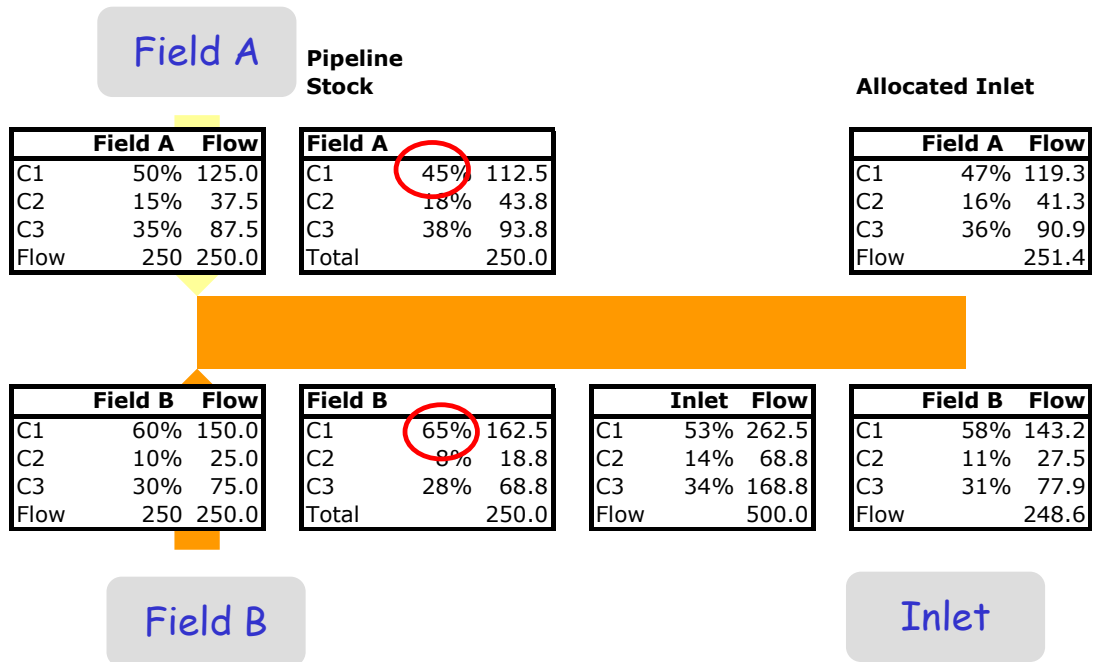 Field A
Pipeline
Stock
Allocated Inlet
Field A Flow
C1 50% 125.0
C2 15% 37.5
C3 35% 87.5
Flow 250 250.0
Field A
C1 45% 112.5
C2 18% 43.8
C3 38% 93.8
Total 250.0
Field A Flow
C1 47% 119.3
C2 16% 41.3
C3 36% 90.9
Flow 251.4
Field B Flow
C1 60% 150.0
C2 10% 25.0
C3 30% 75.0
Flow 250 250.0
Field B
C1 65% 162.5
C2 8% 18.8
C3 28% 68.8
Total 250.0
Inlet Flow
C1 53% 262.5
C2 14% 68.8
C3 34% 168.8
Flow 500.0
Field B Flow
C1 58% 143.2
C2 11% 27.5
C3 31% 77.9
Flow 248.6
Field B
Inlet